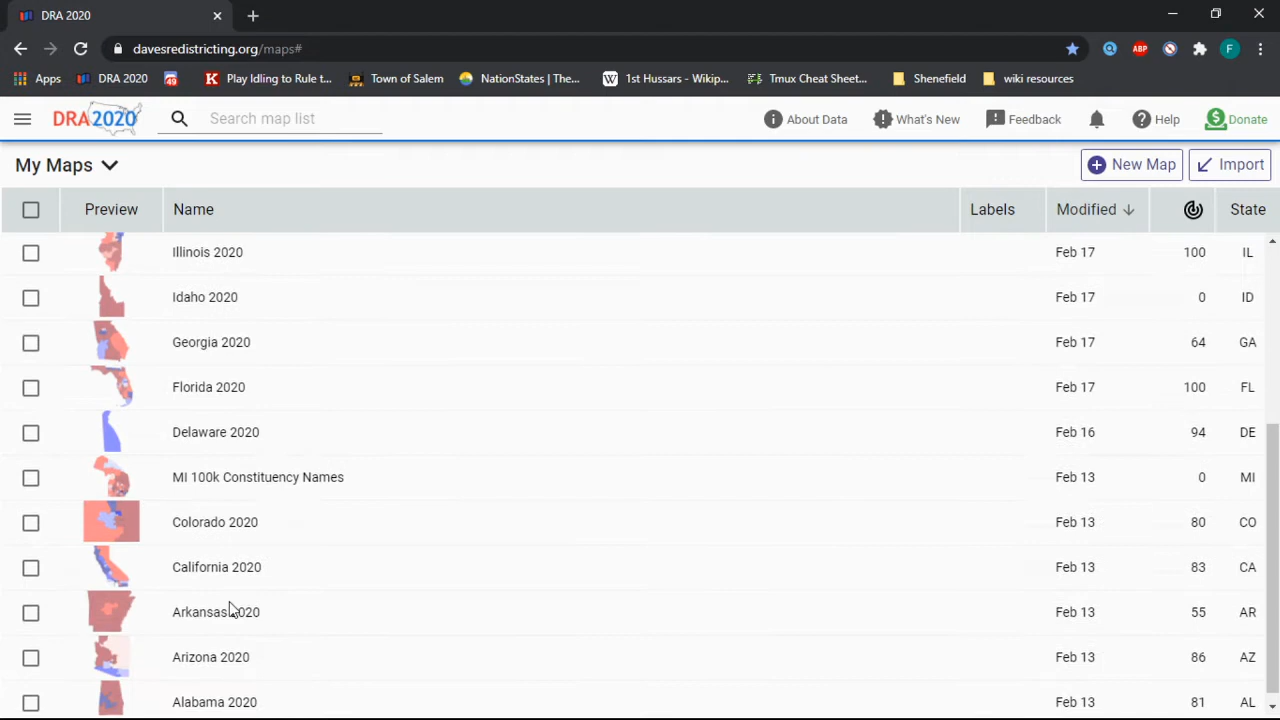 DRA 2020
davesredistricting.org/maps#
ABP
F
Apps
DRA 2020
49
K Play Idling to Rule t...
Town of Salem
NationStates | The...
W 1st Hussars - Wikip...
Tmux Cheat Sheet...
Shenefield
wiki resources
DRA2020
Search map list
About Data
What's New
Feedback
Help
Donate
My Maps
New Map
Import
Preview Name Labels Modified State
Illinois 2020 Feb 17 100 IL
Idaho 2020 Feb 17 0 ID
Georgia 2020 Feb 17 64 GA
Florida 2020 Feb 17 100 FL
Delaware 2020 Feb 16 94 DE
MI 100k Constituency Names Feb 13 0 MI
Colorado 2020 Feb 13 80 CO
California 2020 Feb 13 83 CA
Arkansas 2020 Feb 13 55 AR
Arizona 2020 Feb 13 86 AZ
Alabama 2020 Feb 13 81 AL